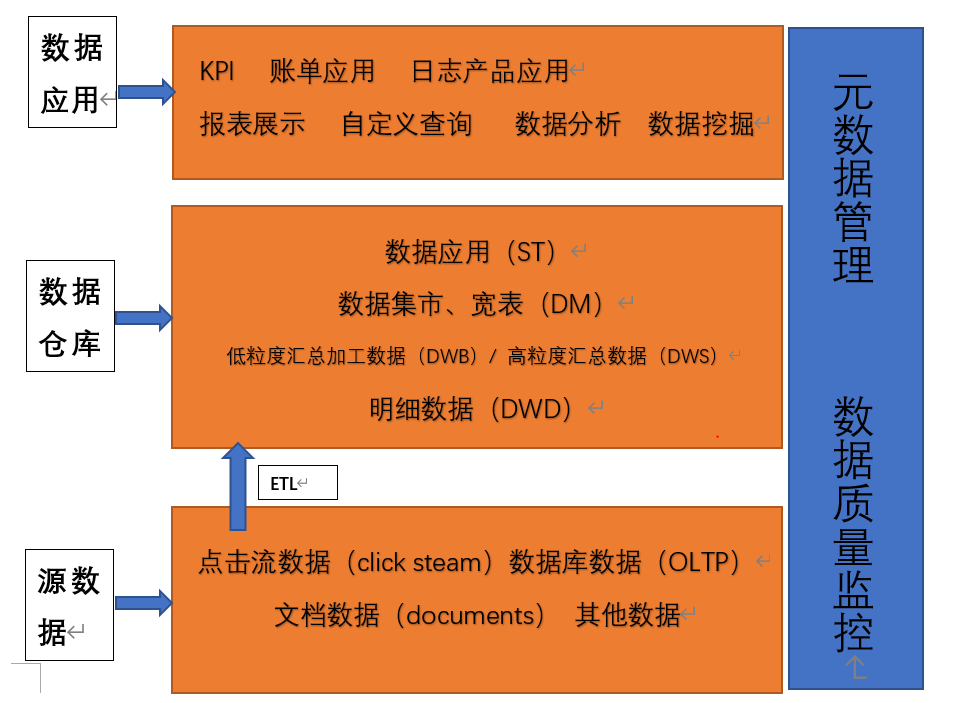 数据
应用
KPI 账单应用 日志产品应用
报表展示 自定义查询 数据分析 数据挖掘
数据
仓库
数据应用（ST）
数据集市、宽表（DM）
低粒度汇总加工数据（DWB）/ 高粒度汇总数据（DWS）
明细数据（DWD）
ETL
源数
据
点击流数据（click steam）数据库数据（OLTP）
文档数据（documents） 其他数据
元数据管理 数据质量监控